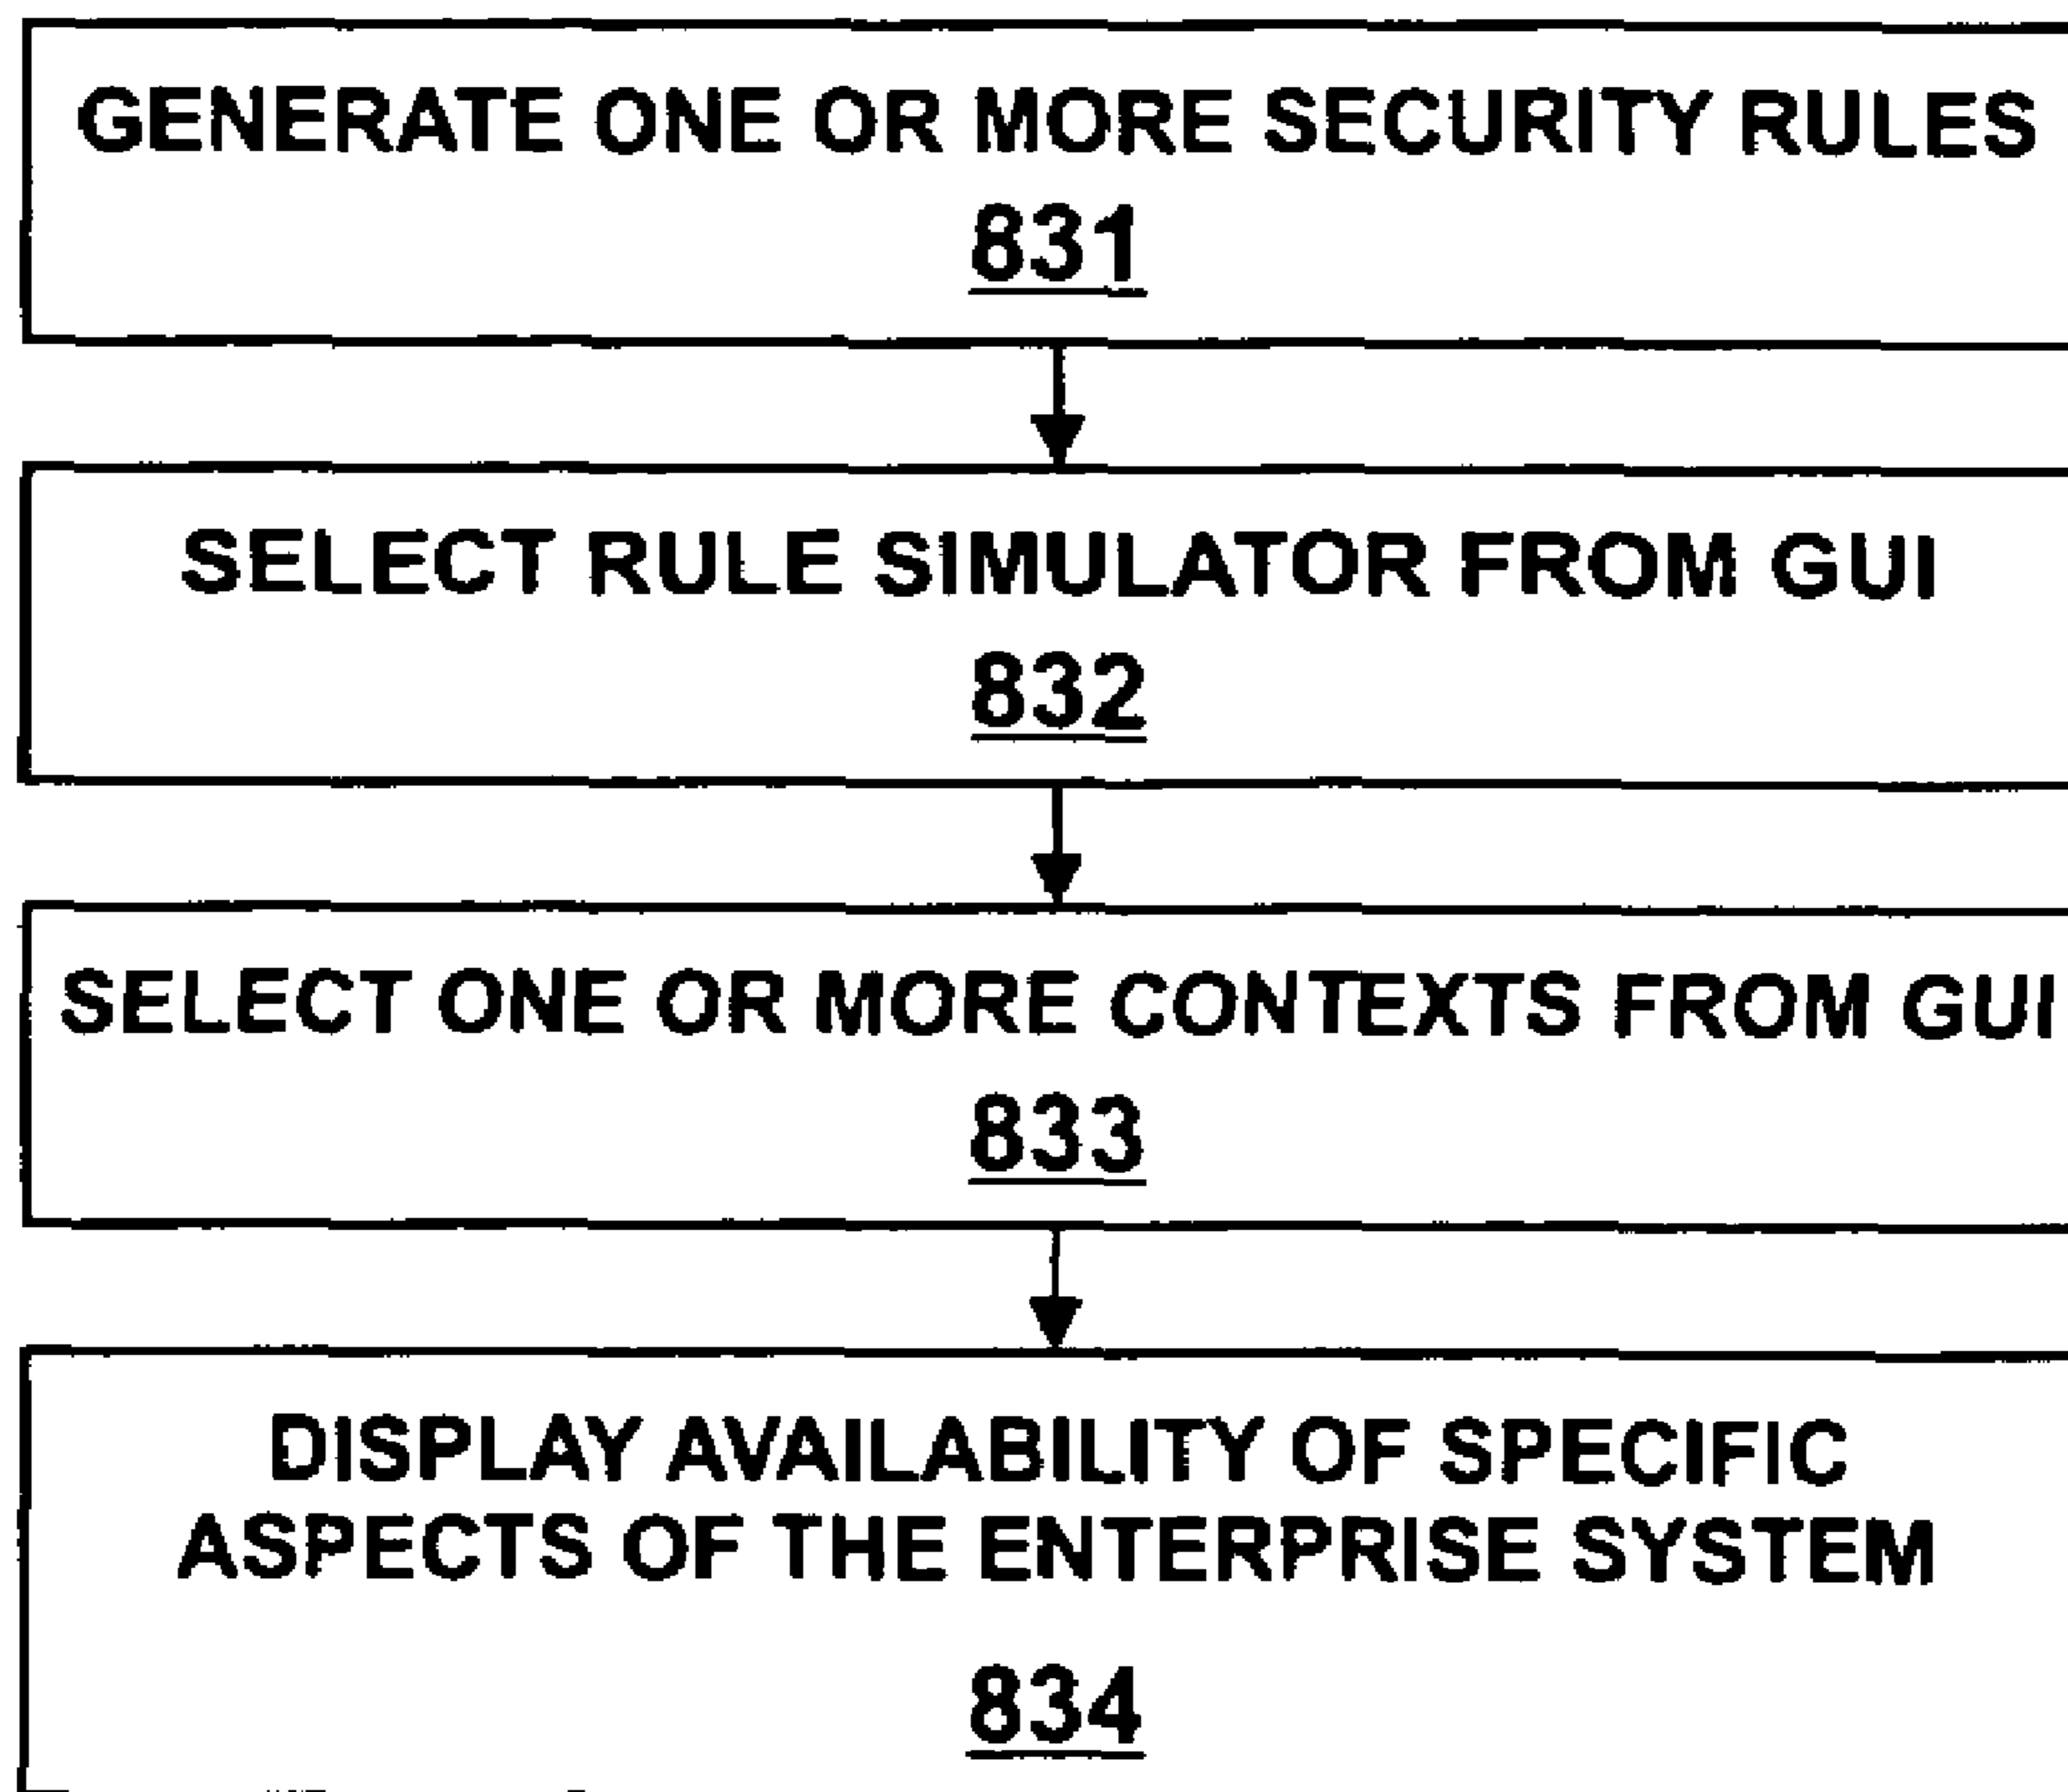 GENERATE ONE OR MORE SECURITY RULES
831
SELECT RULE SIMULATOR FROM GUI
832
SELECT ONE OR MORE CONTEXTS FROM GUI
833
DISPLAY AVAILABILITY OF SPECIFIC
ASPECTS OF THE ENTERPRISE SYSTEM
834